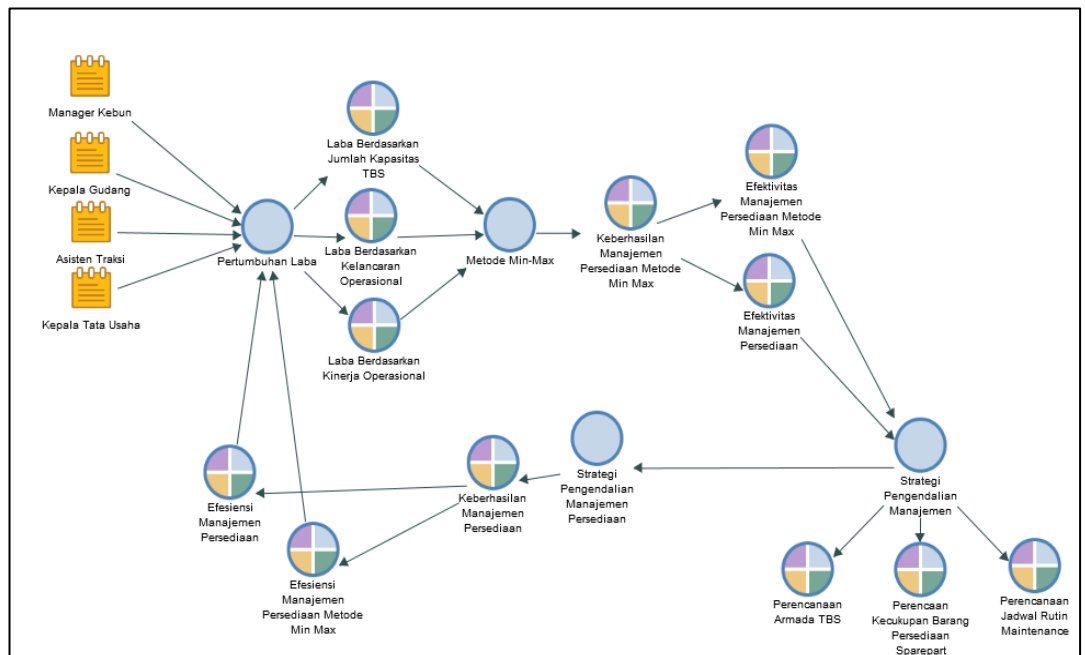 Manager Kebun
Kepala Gudang
Asisten Traksi
Kepala Tata Usaha
Pertumbuhan Laba
Laba Berdasarkan
Jumlah Kapasitas
TBS
Laba Berdasarkan
Kelancaran
Operasional
Laba Berdasarkan
Kinerja Operasional
Metode Min-Max
Keberhasilan
Manajemen
Persediaan Metode
Min Max
Efektivitas
Manajemen
Persediaan Metode
Min Max
Efektivitas
Manajemen
Persediaan
Strategi
Pengendalian
Manajemen
Strategi
Pengendalian
Manajemen
Persediaan
Keberhasilan
Manajemen
Persediaan
Efesiensi
Manajemen
Persediaan
Efesiensi
Manajemen
Persediaan Metode
Min Max
Perencanaan
Armada TBS
Perencaan
Kecukupan Barang
Persediaan
Sparepart
Perencanaan
Jadwal Rutin
Maintenance